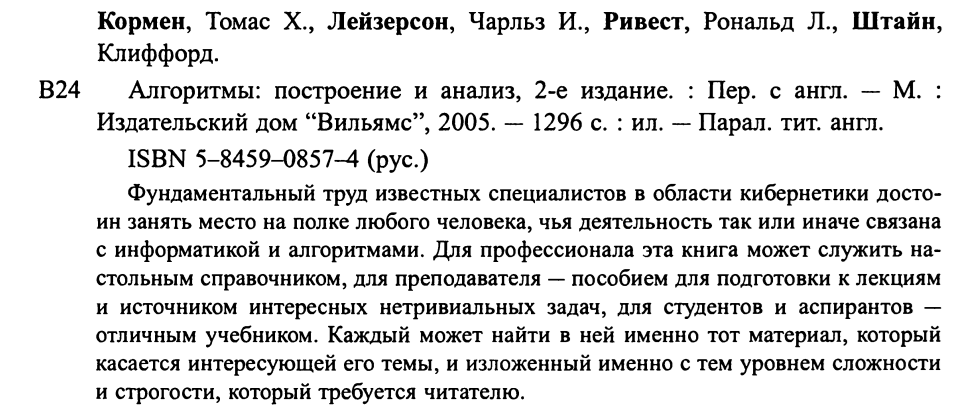 Кормен, Томас Х., Лейзерсон, Чарльз И., Ривест, Рональд Л., Штайн,
Клиффорд.
В24 Алгоритмы: построение и анализ, 2-е издание. : Пер. с англ. — М. :
Издательский дом “Вильямс”, 2005. — 1296 с. : ил. — Парал. тит. англ.
ISBN 5–8459–0857–4 (рус.)
Фундаментальный труд известных специалистов в области кибернетики досто-
ин занять место на полке любого человека, чья деятельность так или иначе связана
с информатикой и алгоритмами. Для профессионала эта книга может служить на-
стольным справочником, для преподавателя — пособием для подготовки к лекциям
и источником интересных нетривиальных задач, для студентов и аспирантов —
отличным учебником. Каждый может найти в ней именно тот материал, который
касается интересующей его темы, и изложенный именно с тем уровнем сложности
и строгости, который требуется читателю.